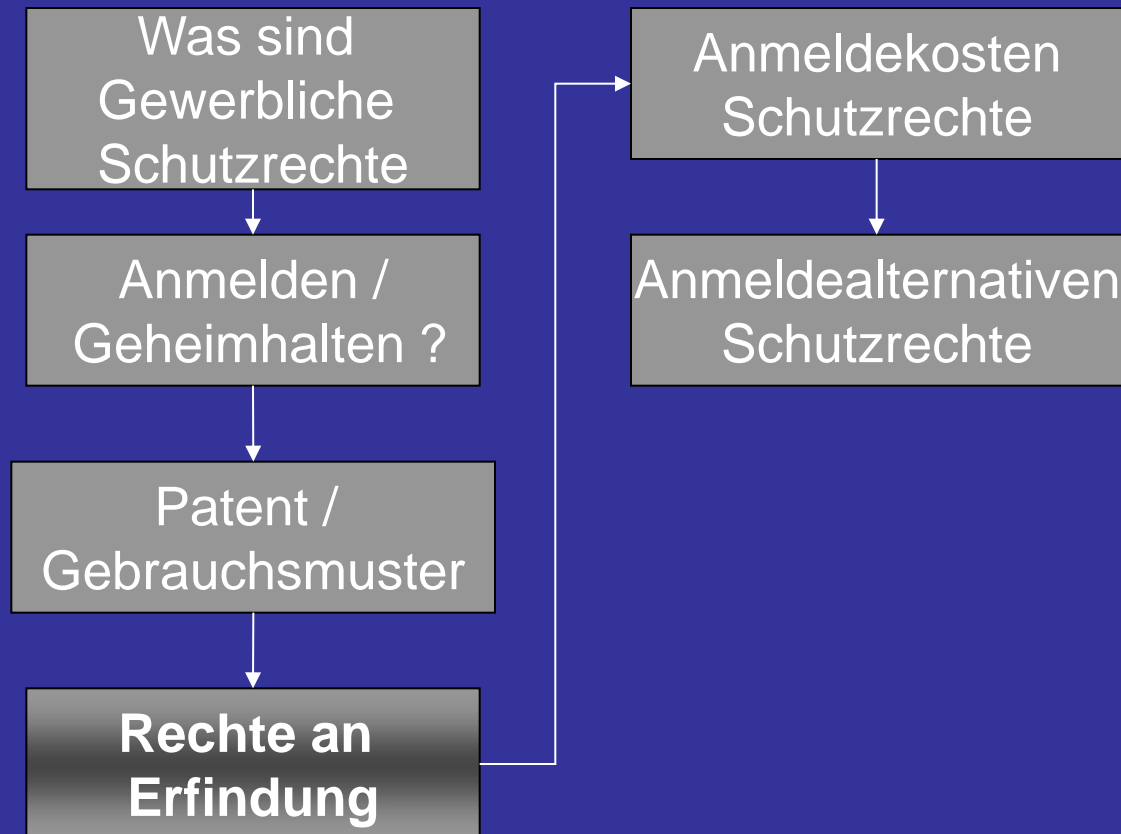 Was sind
Gewerbliche
Schutzrechte
Anmelden /
Geheimhalten ?
Patent /
Gebrauchsmuster
Rechte an
Erfindung
Anmeldekosten
Schutzrechte
Anmeldealternativen
Schutzrechte